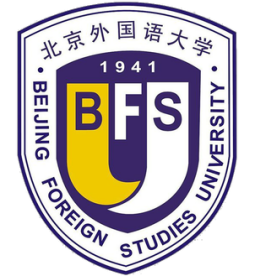 北京外国语大学
1941
BFS
· BEIJING FOREIGN STUDIES UNIVERSITY ·